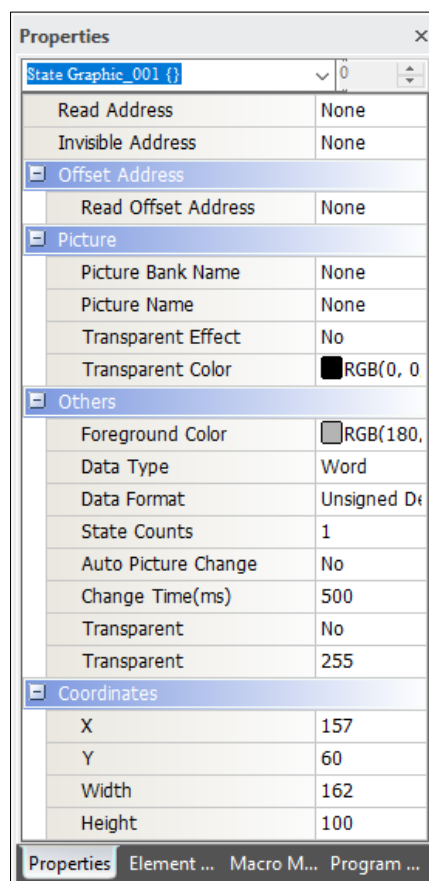 Properties ×
State Graphic_001 {} 0
Read Address None
Invisible Address None
Offset Address
Read Offset Address None
Picture
Picture Bank Name None
Picture Name None
Transparent Effect No
Transparent Color RGB(0, 0
Others
Foreground Color RGB(180,
Data Type Word
Data Format Unsigned De
State Counts 1
Auto Picture Change No
Change Time(ms) 500
Transparent No
Transparent 255
Coordinates
X 157
Y 60
Width 162
Height 100
Properties Element ... Macro M... Program ...